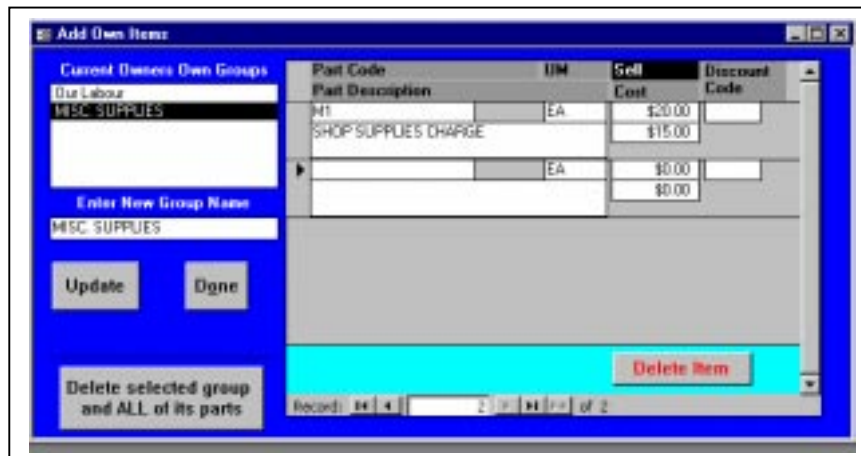 Add Own Items
Current Owners Own Groups
Our Labour
MISC. SUPPLIES
Enter New Group Name
MISC. SUPPLIES
Update
Done
Delete selected group
and ALL of its parts
Part Code UM Sell Discount
Part Description Cost Code
M1 EA $20.00
SHOP SUPPLIES CHARGE $15.00
EA $0.00
$0.00
Delete Item
Record: 2 of 2